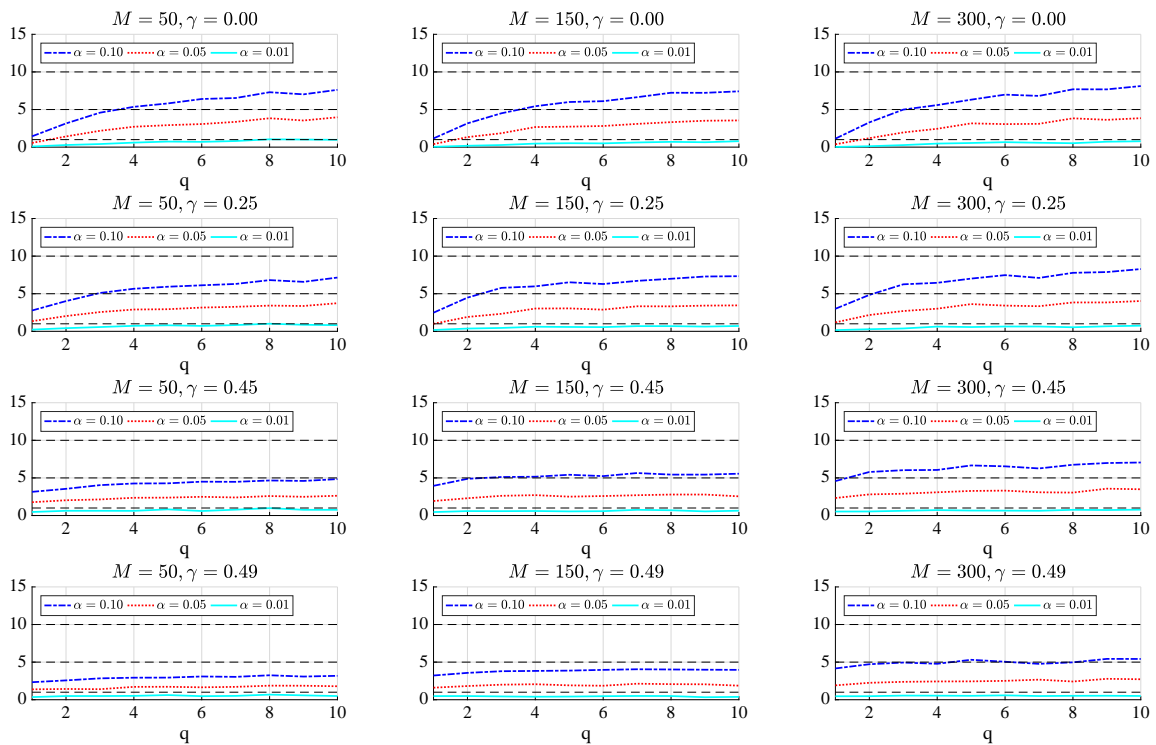 M = 50, γ = 0.00
15
10
5
0
α = 0.10 α = 0.05 α = 0.01
2 4 6 8 10
q
M = 150, γ = 0.00
15
10
5
0
α = 0.10 α = 0.05 α = 0.01
2 4 6 8 10
q
M = 300, γ = 0.00
15
10
5
0
α = 0.10 α = 0.05 α = 0.01
2 4 6 8 10
q
M = 50, γ = 0.25
15
10
5
0
α = 0.10 α = 0.05 α = 0.01
2 4 6 8 10
q
M = 150, γ = 0.25
15
10
5
0
α = 0.10 α = 0.05 α = 0.01
2 4 6 8 10
q
M = 300, γ = 0.25
15
10
5
0
α = 0.10 α = 0.05 α = 0.01
2 4 6 8 10
q
M = 50, γ = 0.45
15
10
5
0
α = 0.10 α = 0.05 α = 0.01
2 4 6 8 10
q
M = 150, γ = 0.45
15
10
5
0
α = 0.10 α = 0.05 α = 0.01
2 4 6 8 10
q
M = 300, γ = 0.45
15
10
5
0
α = 0.10 α = 0.05 α = 0.01
2 4 6 8 10
q
M = 50, γ = 0.49
15
10
5
0
α = 0.10 α = 0.05 α = 0.01
2 4 6 8 10
q
M = 150, γ = 0.49
15
10
5
0
α = 0.10 α = 0.05 α = 0.01
2 4 6 8 10
q
M = 300, γ = 0.49
15
10
5
0
α = 0.10 α = 0.05 α = 0.01
2 4 6 8 10
q